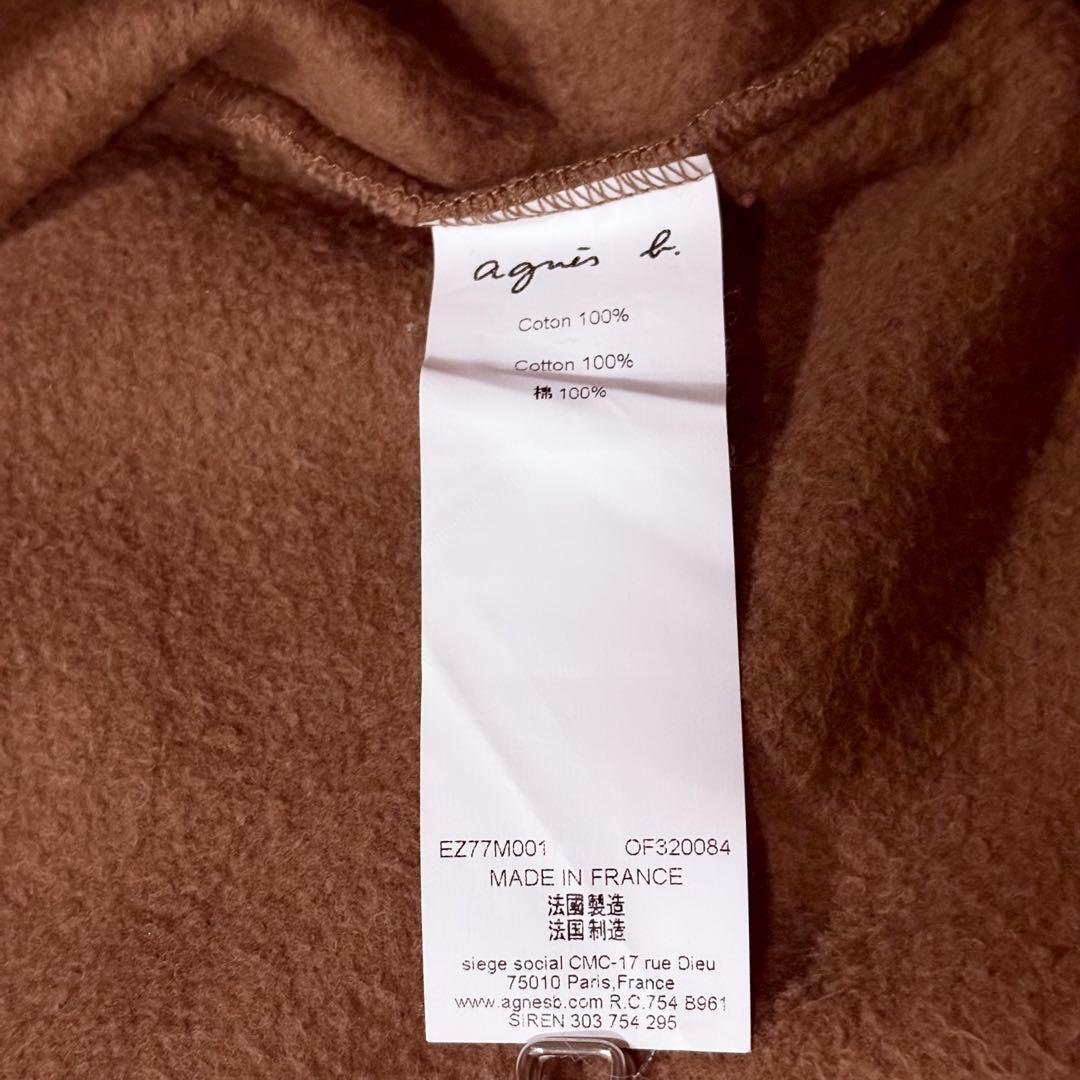 agnès b.
Coton 100%
Cotton 100%
棉 100%
EZ77M001 OF320084
MADE IN FRANCE
法國製造
法国制造
siege social CMC-17 rue Dieu
75010 Paris,France
www.agnesb.com R.C.754 B961
SIREN 303 754 295